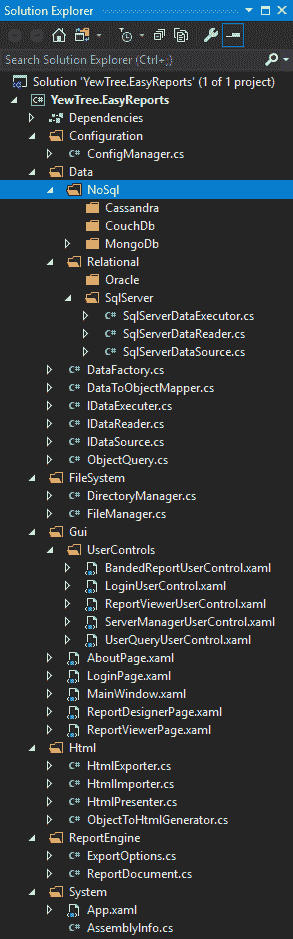 Solution Explorer
Search Solution Explorer (Ctrl+;)
Solution 'YewTree.EasyReports' (1 of 1 project)
C# YewTree.EasyReports
Dependencies
Configuration
C# ConfigManager.cs
Data
NoSql
Cassandra
CouchDb
MongoDb
Relational
Oracle
SqlServer
C# SqlServerDataExecutor.cs
C# SqlServerDataReader.cs
C# SqlServerDataSource.cs
C# DataFactory.cs
C# DataToObjectMapper.cs
C# IDataExecuter.cs
C# IDataReader.cs
C# IDataSource.cs
C# ObjectQuery.cs
FileSystem
C# DirectoryManager.cs
C# FileManager.cs
Gui
UserControls
BandedReportUserControl.xaml
LoginUserControl.xaml
ReportViewerUserControl.xaml
ServerManagerUserControl.xaml
UserQueryUserControl.xaml
AboutPage.xaml
LoginPage.xaml
MainWindow.xaml
ReportDesignerPage.xaml
ReportViewerPage.xaml
Html
C# HtmlExporter.cs
C# HtmlImporter.cs
C# HtmlPresenter.cs
C# ObjectToHtmlGenerator.cs
ReportEngine
C# ExportOptions.cs
C# ReportDocument.cs
System
App.xaml
C# AssemblyInfo.cs